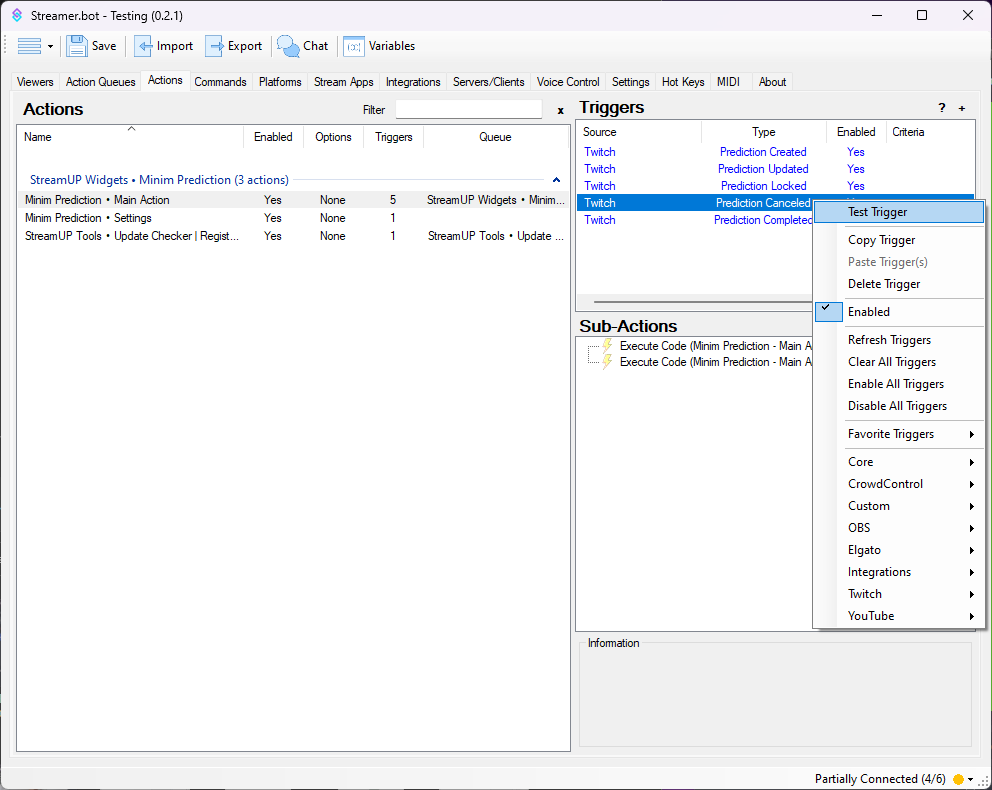 Streamer.bot - Testing (0.2.1)
Save Import Export Chat Variables
Viewers Action Queues Actions Commands Platforms Stream Apps Integrations Servers/Clients Voice Control Settings Hot Keys MIDI About
Actions Filter x
Name Enabled Options Triggers Queue
StreamUP Widgets • Minim Prediction (3 actions)
Minim Prediction • Main Action Yes None 5 StreamUP Widgets • Minim...
Minim Prediction • Settings Yes None 1
StreamUP Tools • Update Checker | Regist... Yes None 1 StreamUP Tools • Update ...
Triggers ? +
Source Type Enabled Criteria
Twitch Prediction Created Yes
Twitch Prediction Updated Yes
Twitch Prediction Locked Yes
Twitch Prediction Canceled
Twitch Prediction Completed
Test Trigger
Copy Trigger
Paste Trigger(s)
Delete Trigger
Enabled
Refresh Triggers
Clear All Triggers
Enable All Triggers
Disable All Triggers
Favorite Triggers
Core
CrowdControl
Custom
OBS
Elgato
Integrations
Twitch
YouTube
Sub-Actions
Execute Code (Minim Prediction - Main A
Execute Code (Minim Prediction - Main A
Information
Partially Connected (4/6)